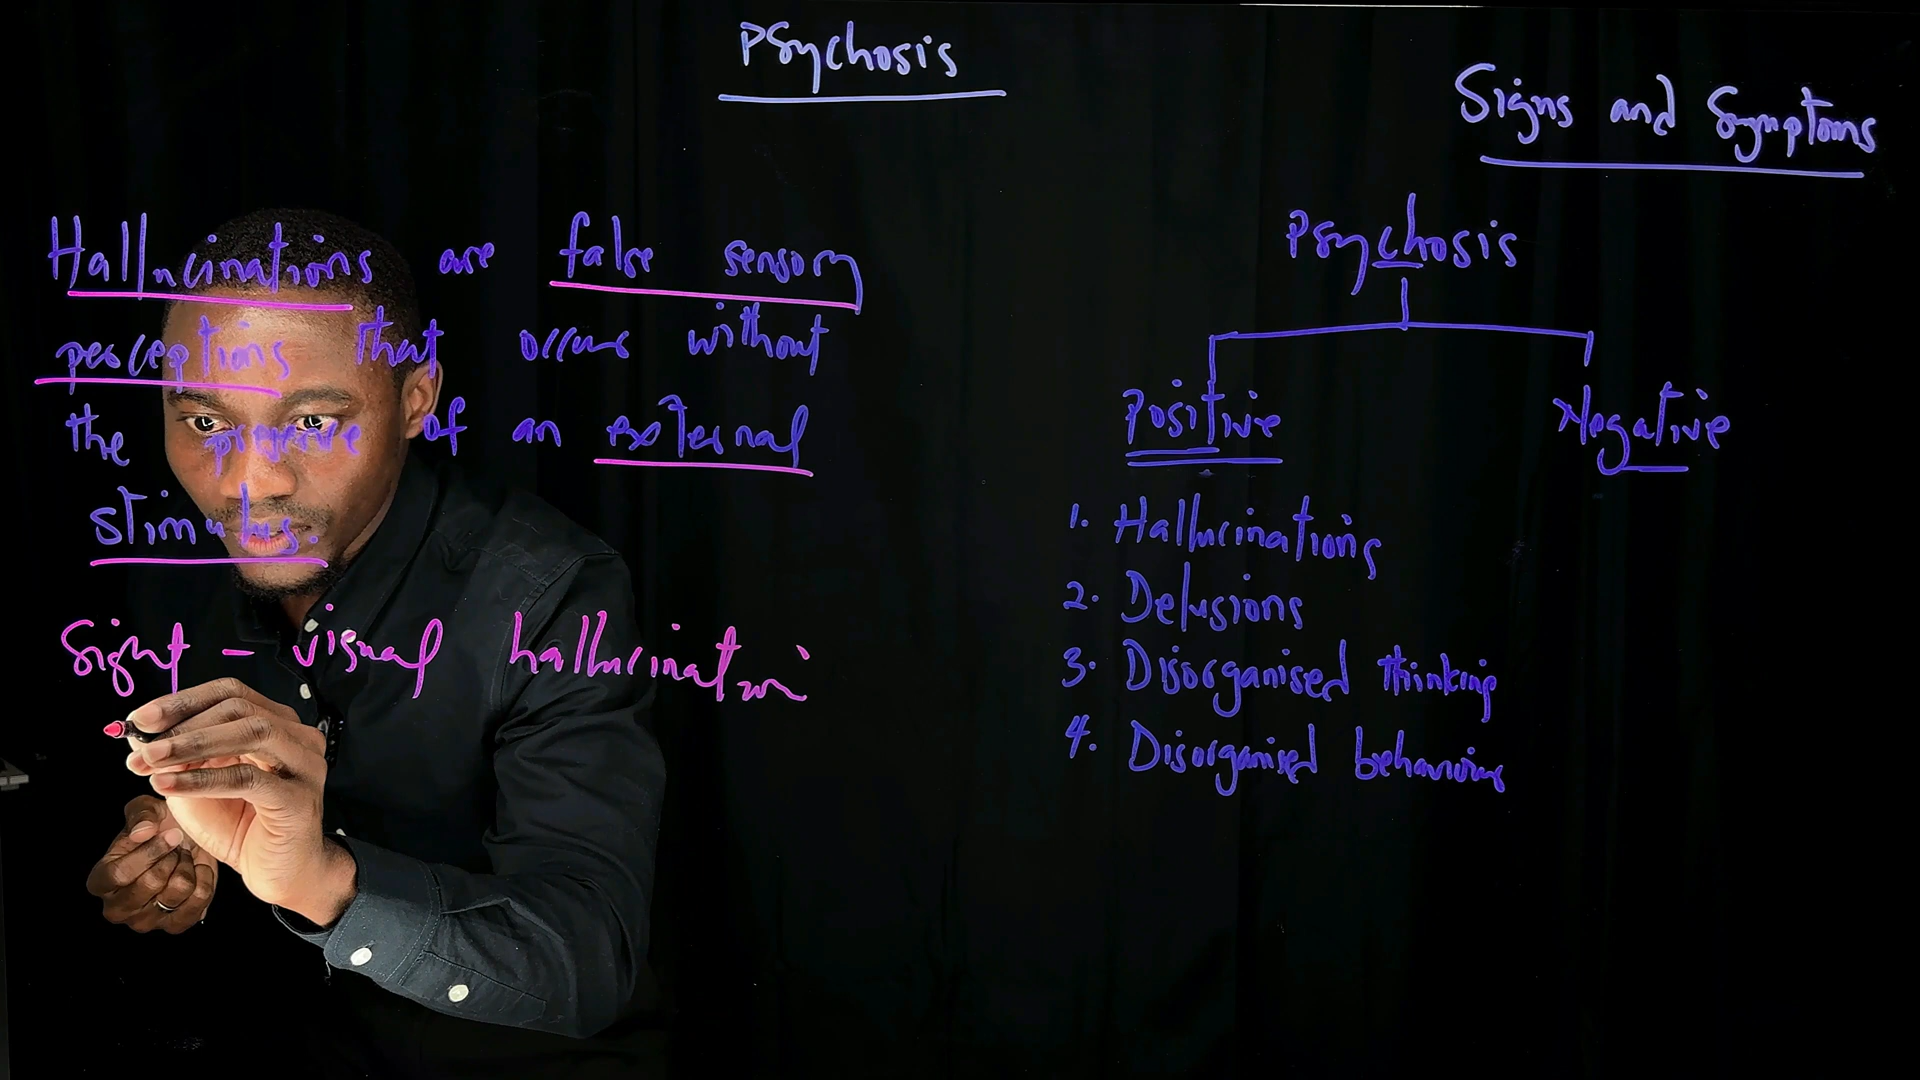 Psychosis
Signs and Symptoms
Hallucinations are false sensory
perceptions that occurs without
the presence of an external
stimulus.
Sight - visual hallucination
Psychosis
Positive
Negative
1. Hallucinations
2. Delusions
3. Disorganised thinking
4. Disorganised behaviours